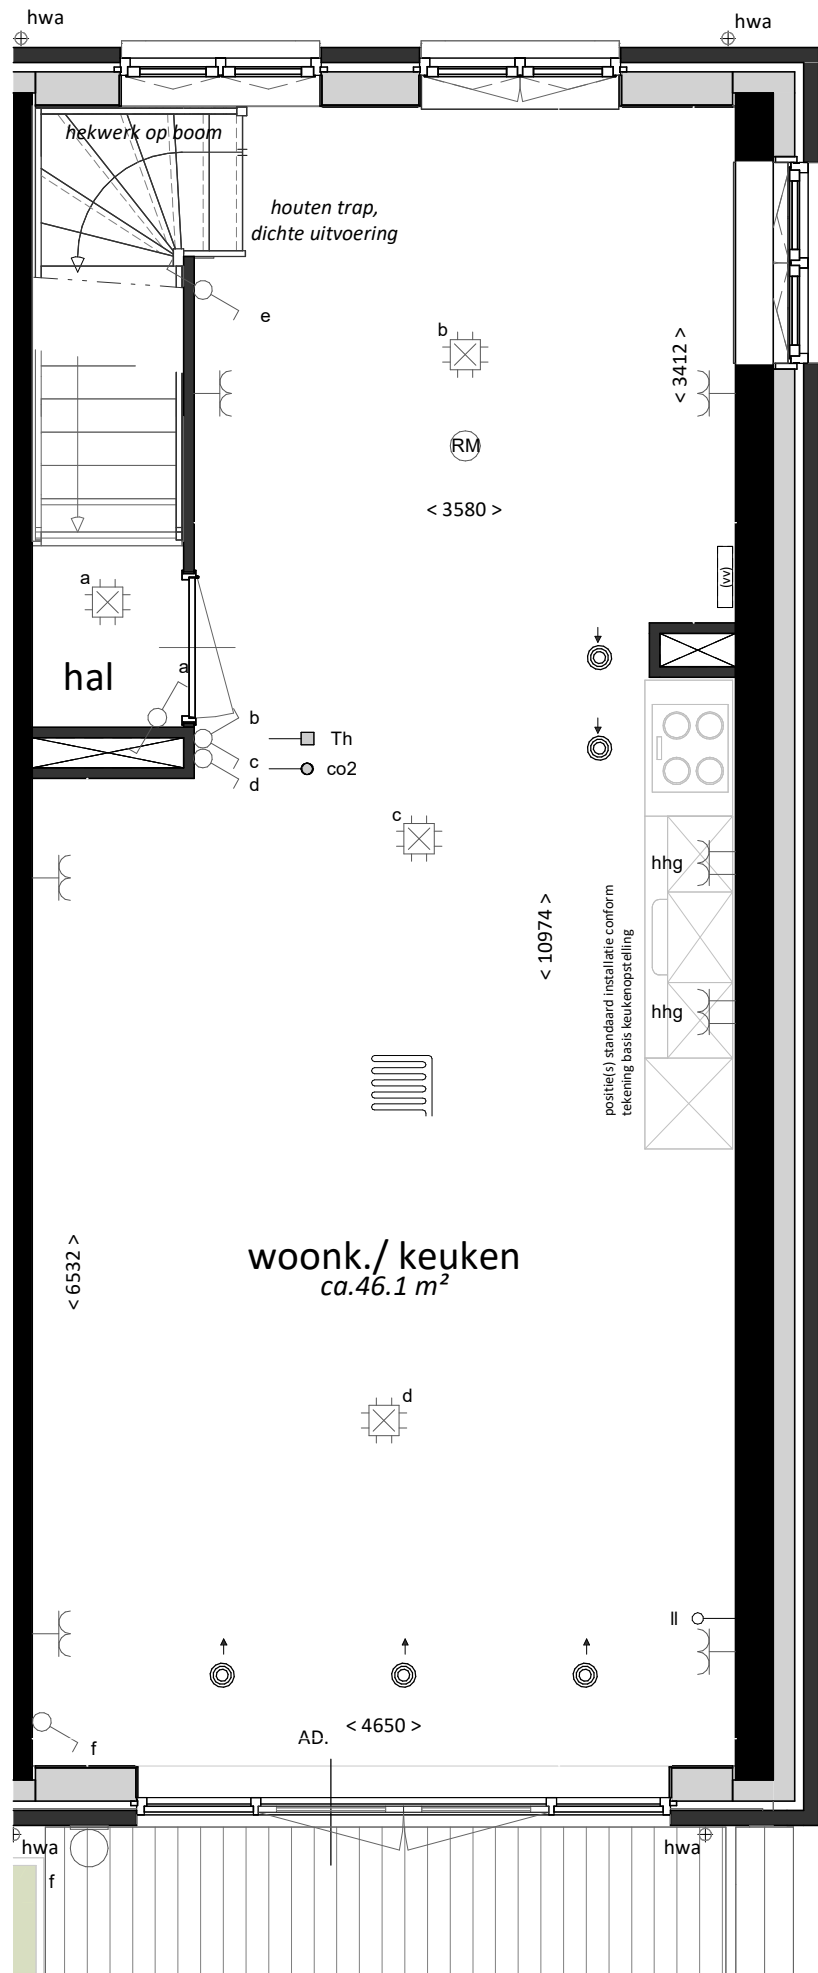 hwa
hwa
hekwerk op boom
houten trap,
dichte uitvoering
e
b
< 3412 >
RM
< 3580 >
(vv)
a
hal
a
b
c
d
Th
co2
c
hhg
< 10974 >
positie(s) standaard installatie conform
tekening basis keukenopstelling
hhg
< 6532 >
woonk./ keuken
ca.46.1 m²
d
II
< 4650 >
AD.
f
hwa
hwa
f